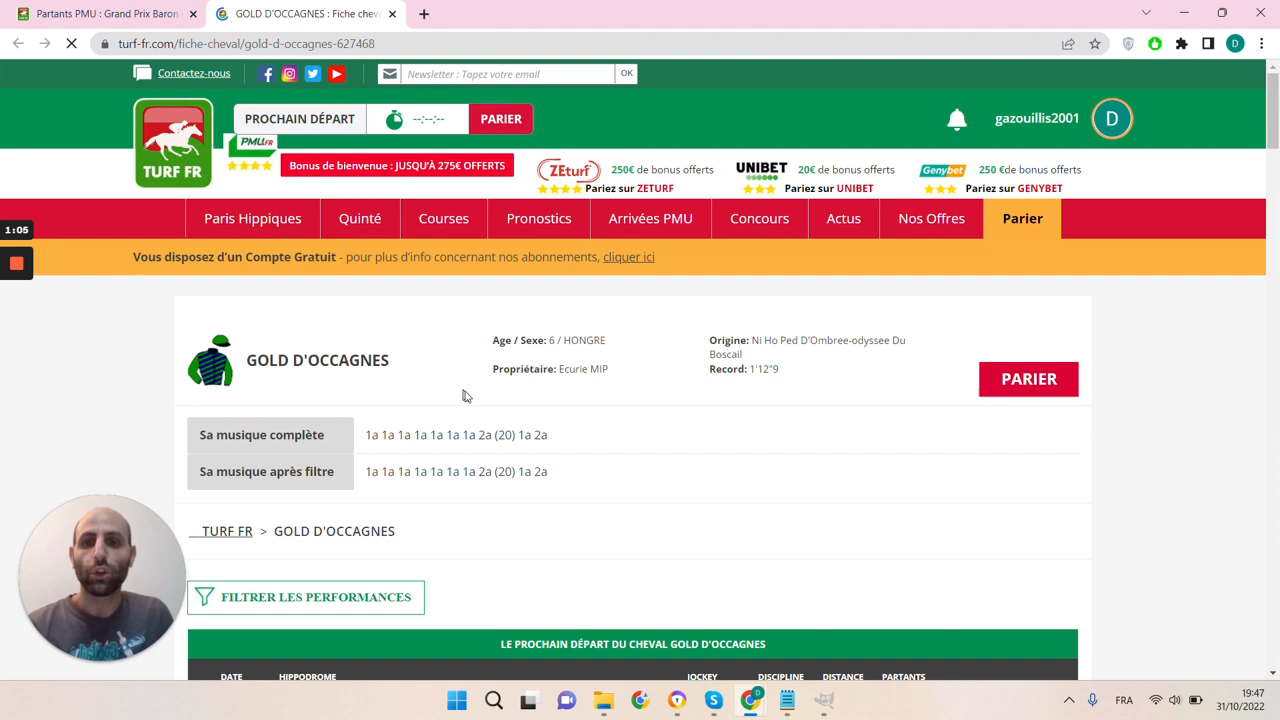 Partants PMU : Grand Prix Baron
GOLD D'OCCAGNES : Fiche chev
turf-fr.com/fiche-cheval/gold-d-occagnes-627468
D
Contactez-nous
Newsletter : Tapez votre email
OK
TURF FR
PROCHAIN DÉPART
--:--:--
PARIER
gazouillis2001
D
PMU.FR
Bonus de bienvenue : JUSQU'À 275€ OFFERTS
ZEturf
250€ de bonus offerts
Pariez sur ZETURF
UNIBET
20€ de bonus offerts
Pariez sur UNIBET
Genybet
250 €de bonus offerts
Pariez sur GENYBET
Paris Hippiques
Quinté
Courses
Pronostics
Arrivées PMU
Concours
Actus
Nos Offres
Parier
1:05
Vous disposez d'un Compte Gratuit - pour plus d'info concernant nos abonnements, cliquer ici
GOLD D'OCCAGNES
Age / Sexe: 6 / HONGRE
Propriétaire: Ecurie MIP
Origine: Ni Ho Ped D'Ombree-odyssee Du
Boscail
Record: 1'12"9
PARIER
Sa musique complète
1a 1a 1a 1a 1a 1a 1a 2a (20) 1a 2a
Sa musique après filtre
1a 1a 1a 1a 1a 1a 1a 2a (20) 1a 2a
TURF FR > GOLD D'OCCAGNES
FILTRER LES PERFORMANCES
LE PROCHAIN DÉPART DU CHEVAL GOLD D'OCCAGNES
DATE
HIPPODROME
JOCKEY
DISCIPLINE
DISTANCE
PARTANTS
D
FRA
19:47
31/10/2022